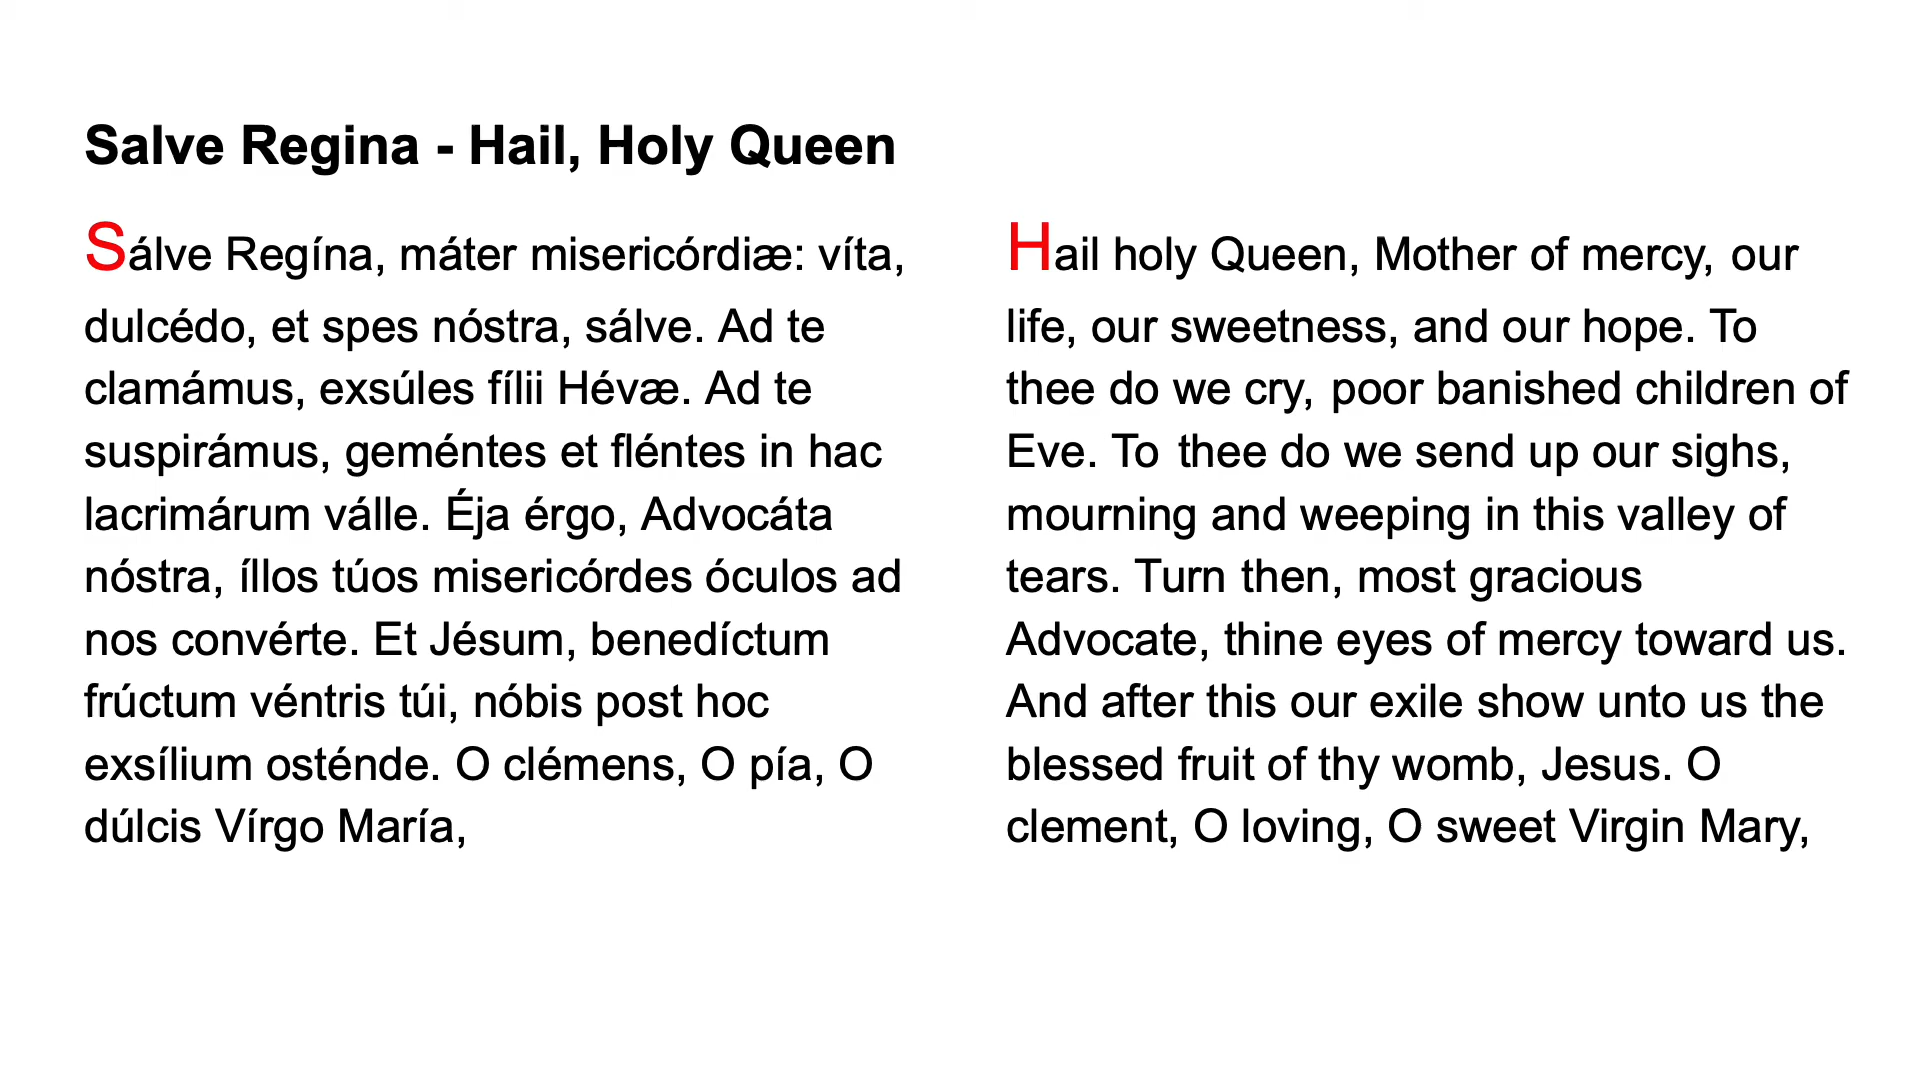 Salve Regina - Hail, Holy Queen
Sálve Regína, máter misericórdiæ: víta,
dulcédo, et spes nóstra, sálve. Ad te
clamámus, exsúles fílii Hévæ. Ad te
suspirámus, geméntes et fléntes in hac
lacrimárum válle. Éja érgo, Advocáta
nóstra, íllos túos misericórdes óculos ad
nos convérte. Et Jésum, benedíctum
frúctum véntris túi, nóbis post hoc
exsílium osténde. O clémens, O pía, O
dúlcis Vírgo María,
Hail holy Queen, Mother of mercy, our
life, our sweetness, and our hope. To
thee do we cry, poor banished children of
Eve. To thee do we send up our sighs,
mourning and weeping in this valley of
tears. Turn then, most gracious
Advocate, thine eyes of mercy toward us.
And after this our exile show unto us the
blessed fruit of thy womb, Jesus. O
clement, O loving, O sweet Virgin Mary,